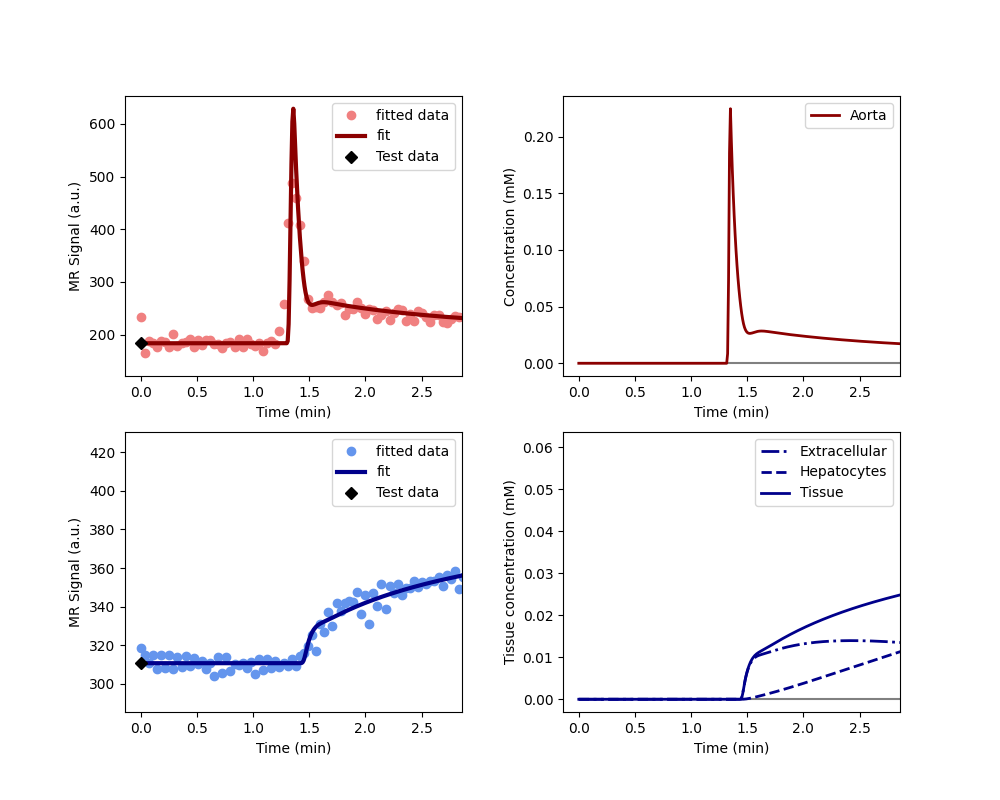 MR Signal (a.u.)
600
500
400
300
200
fitted data
fit
Test data
0.0 0.5 1.0 1.5 2.0 2.5
Time (min)
Concentration (mM)
0.20
0.15
0.10
0.05
0.00
Aorta
0.0 0.5 1.0 1.5 2.0 2.5
Time (min)
MR Signal (a.u.)
420
400
380
360
340
320
300
fitted data
fit
Test data
0.0 0.5 1.0 1.5 2.0 2.5
Time (min)
Tissue concentration (mM)
0.06
0.05
0.04
0.03
0.02
0.01
0.00
Extracellular
Hepatocytes
Tissue
0.0 0.5 1.0 1.5 2.0 2.5
Time (min)